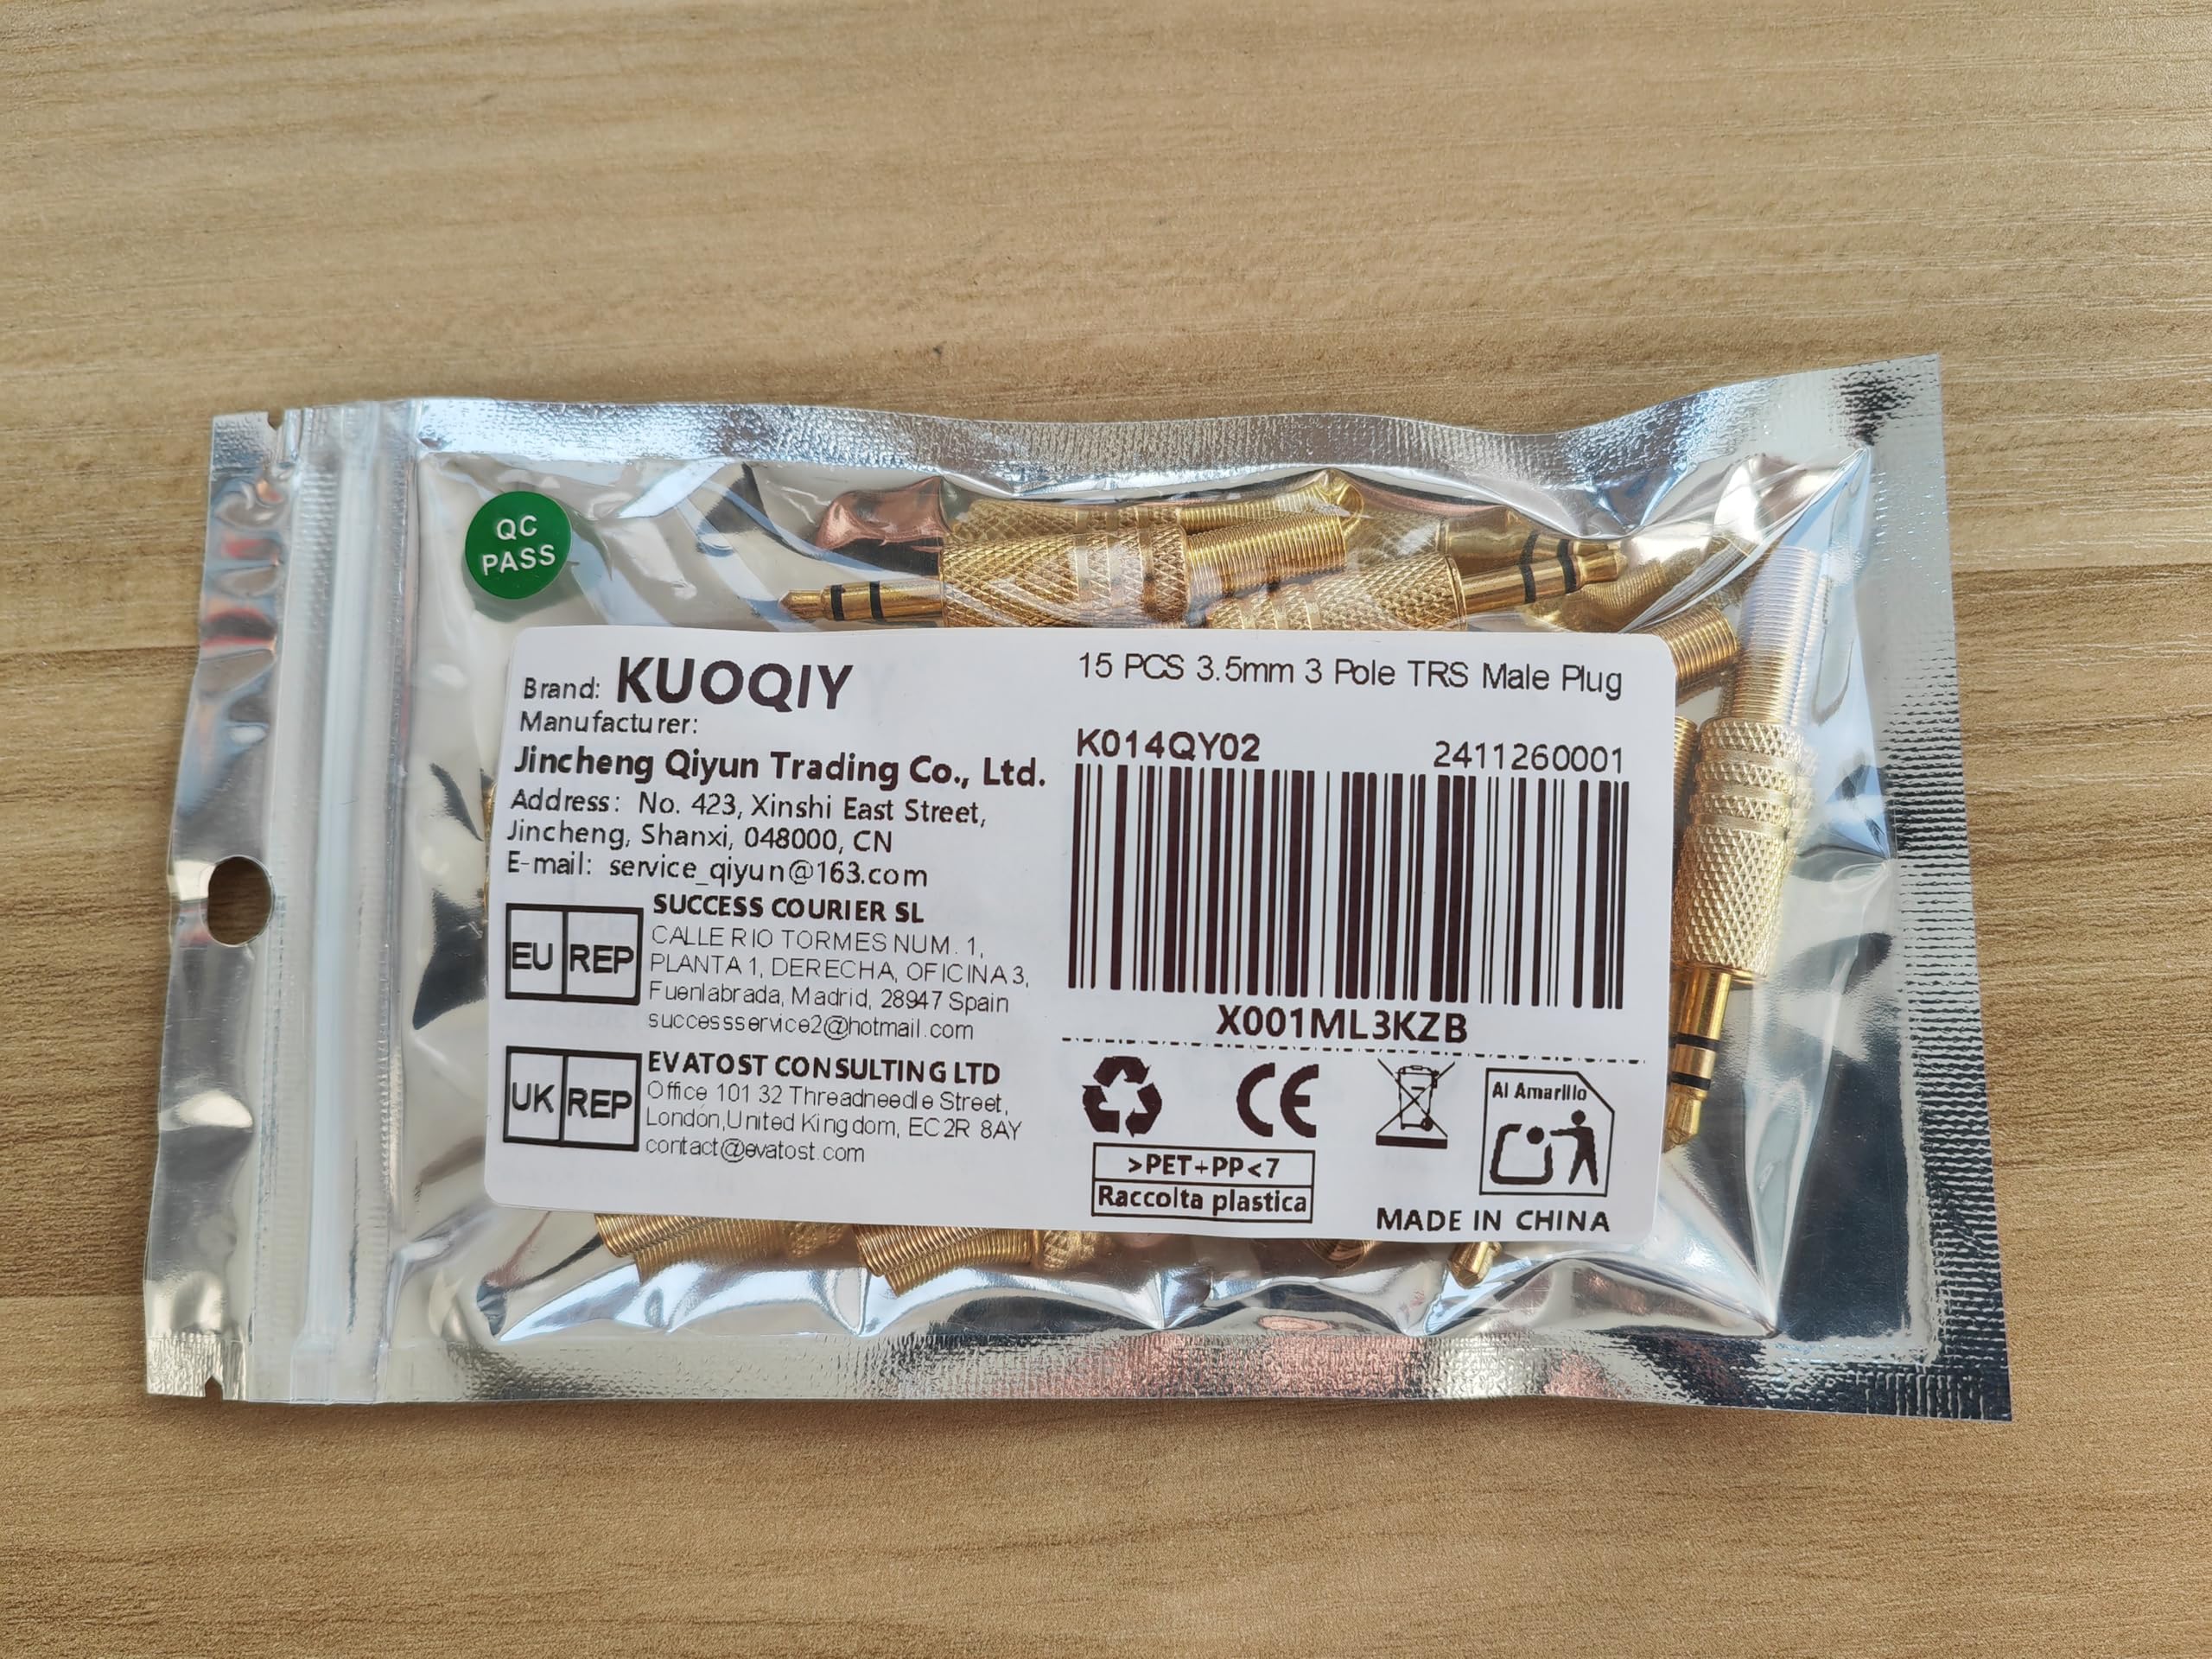 QC
PASS
Brand: KUOQIY
Manufacturer:
Jincheng Qiyun Trading Co., Ltd.
Address: No. 423, Xinshi East Street,
Jincheng, Shanxi, 048000, CN
E-mail: service_qiyun@163.com
EU REP
SUCCESS COURIER SL
CALLE RIO TORMES NUM. 1,
PLANTA 1, DERECHA, OFICINA 3,
Fuenlabrada, Madrid, 28947 Spain
successservice2@hotmail.com
UK REP
EVATOST CONSULTING LTD
Office 101 32 Threadneedle Street,
London,United Kingdom, EC2R 8AY
contact@evatost.com
15 PCS 3.5mm 3 Pole TRS Male Plug
K014QY02 2411260001
X001ML3KZB
CE
Al Amarillo
>PET+PP<7
Raccolta plastica
MADE IN CHINA